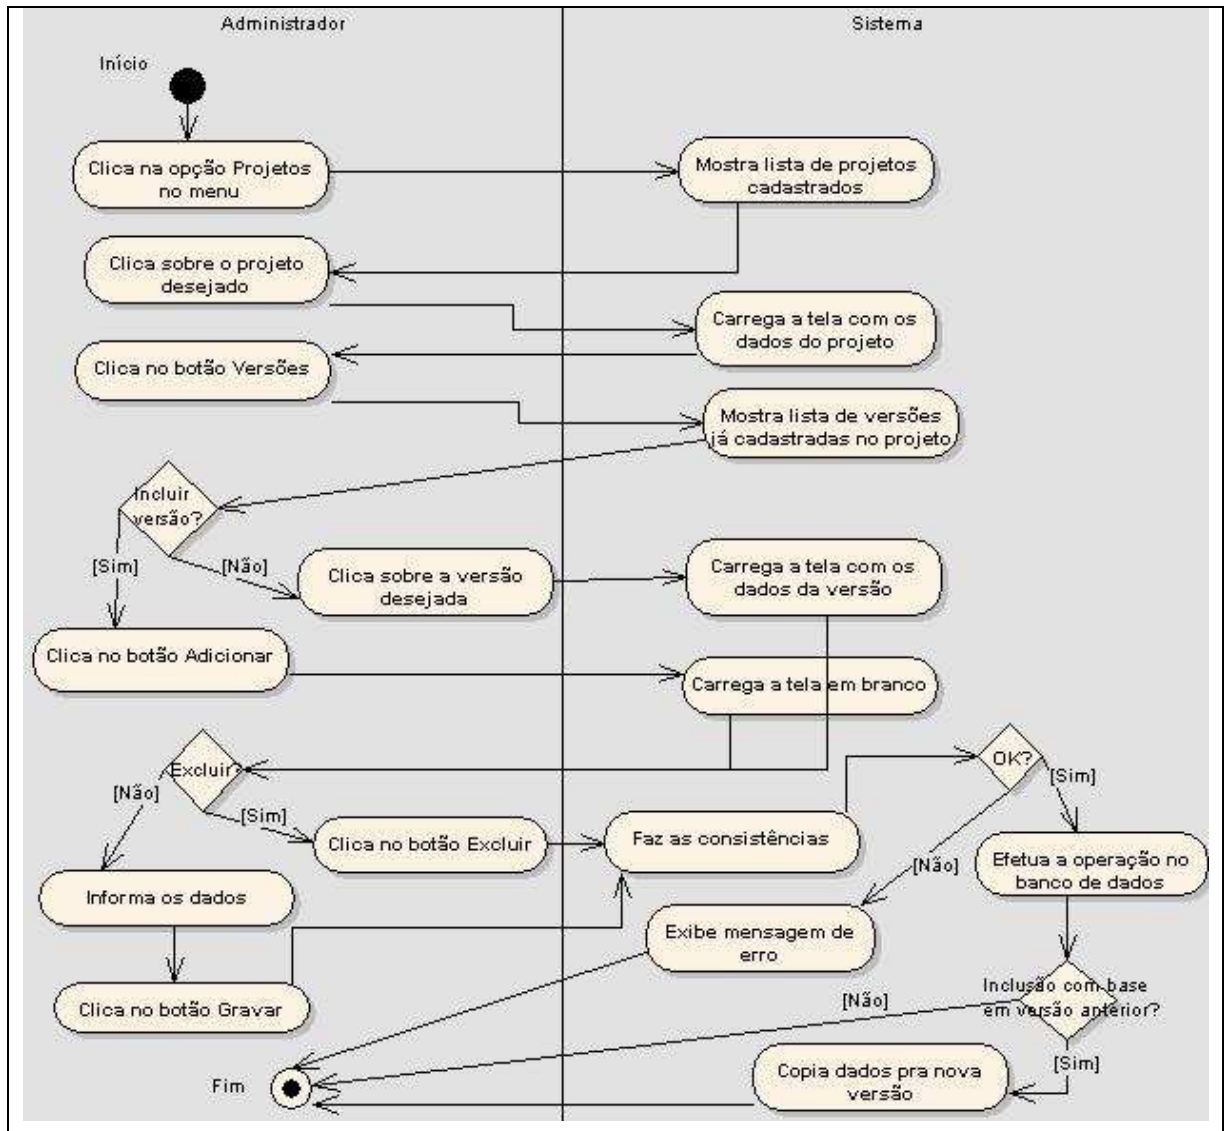 Administrador
Sistema
Início
Clica na opção Projetos
no menu
Mostra lista de projetos
cadastrados
Clica sobre o projeto
desejado
Carrega a tela com os
dados do projeto
Clica no botão Versões
Mostra lista de versões
já cadastradas no projeto
Incluir
versão?
[Sim]
[Não]
Clica sobre a versão
desejada
Carrega a tela com os
dados da versão
Clica no botão Adicionar
Carrega a tela em branco
Excluir?
[Não]
[Sim]
Clica no botão Excluir
Faz as consistências
OK?
[Sim]
[Não]
Efetua a operação no
banco de dados
Informa os dados
Exibe mensagem de
erro
Clica no botão Gravar
Inclusão com base
em versão anterior?
[Não]
[Sim]
Copia dados pra nova
versão
Fim